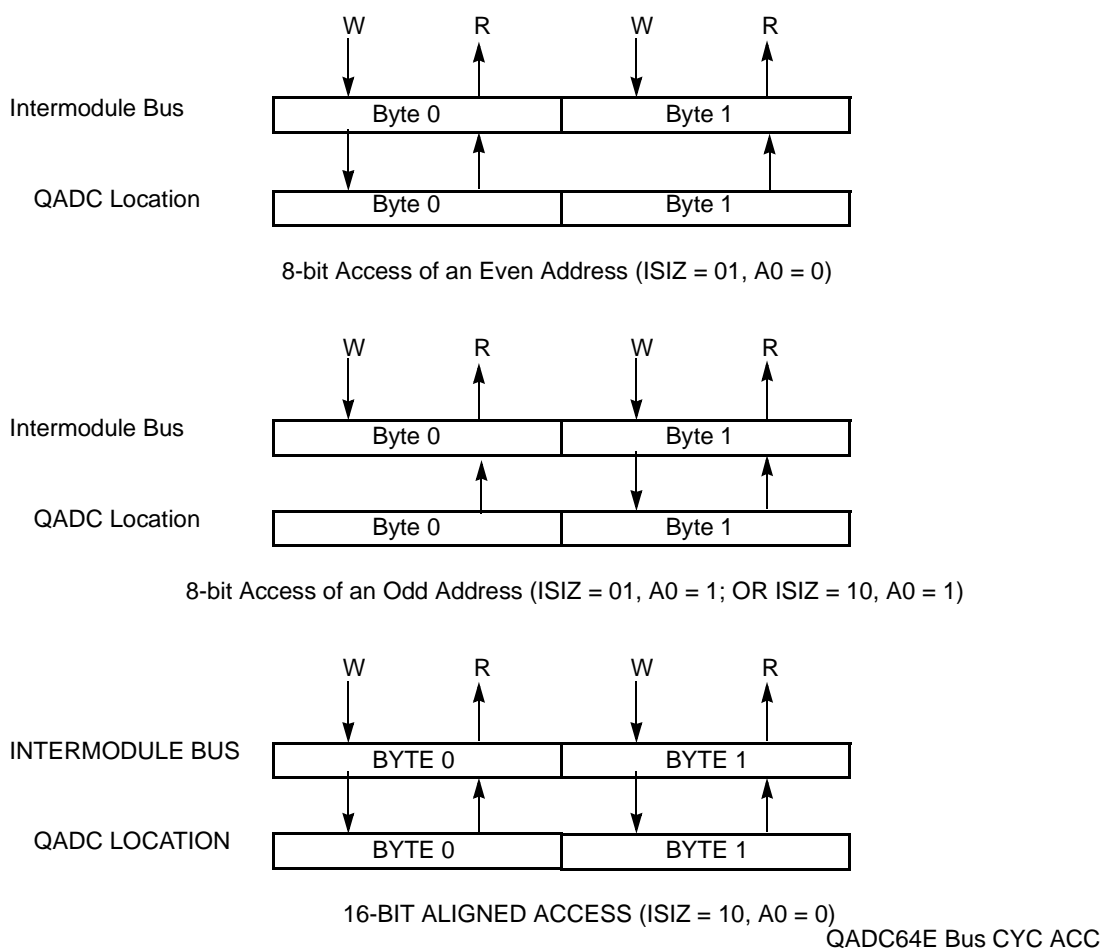 W R W R
Intermodule Bus Byte 0 Byte 1
QADC Location Byte 0 Byte 1
8-bit Access of an Even Address (ISIZ = 01, A0 = 0)
W R W R
Intermodule Bus Byte 0 Byte 1
QADC Location Byte 0 Byte 1
8-bit Access of an Odd Address (ISIZ = 01, A0 = 1; OR ISIZ = 10, A0 = 1)
W R W R
INTERMODULE BUS BYTE 0 BYTE 1
QADC LOCATION BYTE 0 BYTE 1
16-BIT ALIGNED ACCESS (ISIZ = 10, A0 = 0)
QADC64E Bus CYC ACC